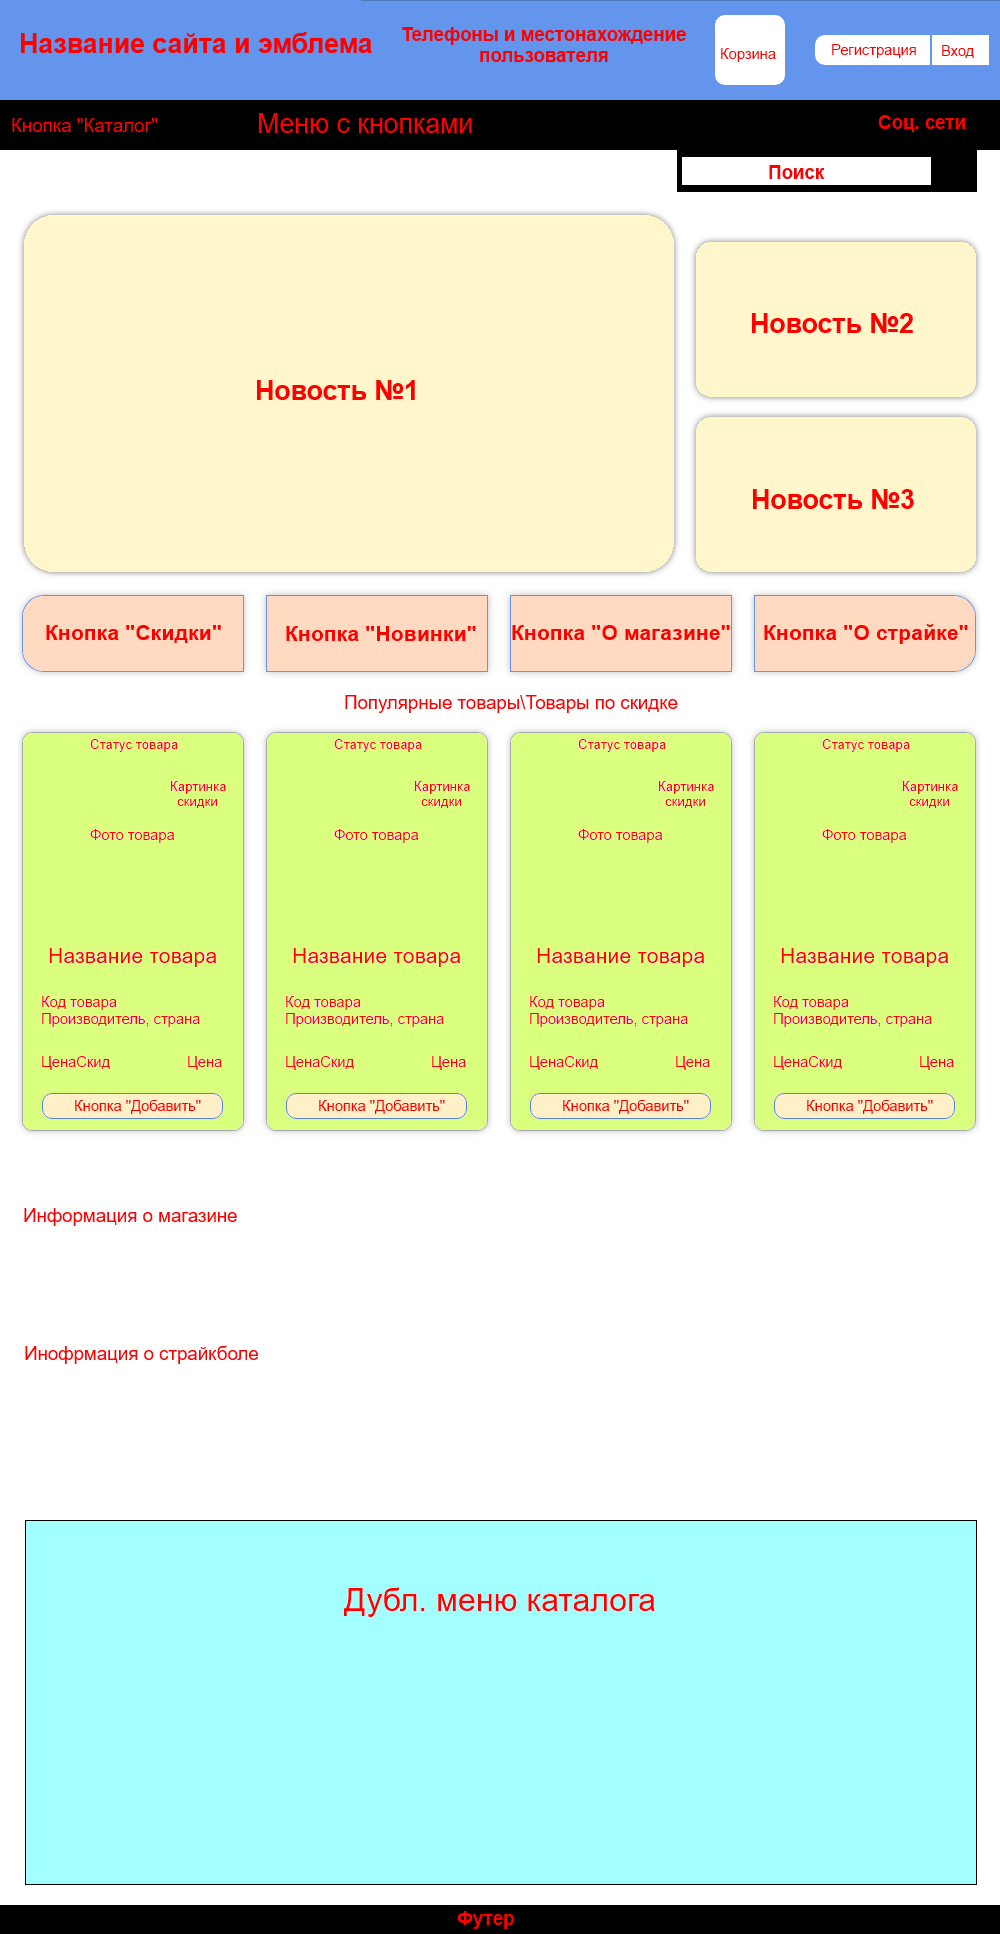 Название сайта и эмблема
Телефоны и местонахождение
пользователя
Корзина
Регистрация
Вход
Кнопка "Каталог"
Меню с кнопками
Соц. сети
Поиск
Новость №1
Новость №2
Новость №3
Кнопка "Скидки"
Кнопка "Новинки"
Кнопка "О магазине"
Кнопка "О страйке"
Популярные товары\Товары по скидке
Статус товара
Картинка
скидки
Фото товара
Название товара
Код товара
Производитель, страна
ЦенаСкид
Цена
Кнопка "Добавить"
Статус товара
Картинка
скидки
Фото товара
Название товара
Код товара
Производитель, страна
ЦенаСкид
Цена
Кнопка "Добавить"
Статус товара
Картинка
скидки
Фото товара
Название товара
Код товара
Производитель, страна
ЦенаСкид
Цена
Кнопка "Добавить"
Статус товара
Картинка
скидки
Фото товара
Название товара
Код товара
Производитель, страна
ЦенаСкид
Цена
Кнопка "Добавить"
Информация о магазине
Инофрмация о страйкболе
Дубл. меню каталога
Футер